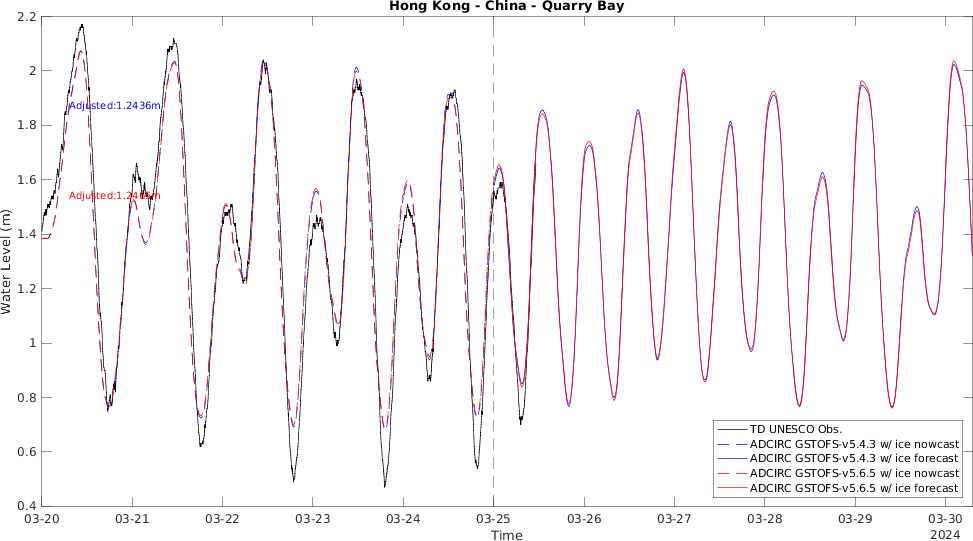 Hong Kong - China - Quarry Bay
2.2
2
1.8
1.6
1.4
1.2
1
0.8
0.6
0.4
Water Level (m)
Adjusted:1.2436m
TD UNESCO Obs.
ADCIRC GSTOFS-v5.4.3 w/ ice nowcast
ADCIRC GSTOFS-v5.4.3 w/ ice forecast
ADCIRC GSTOFS-v5.6.5 w/ ice nowcast
ADCIRC GSTOFS-v5.6.5 w/ ice forecast
03-20
03-21
03-22
03-23
03-24
03-25
03-26
03-27
03-28
03-29
03-30
Time
2024